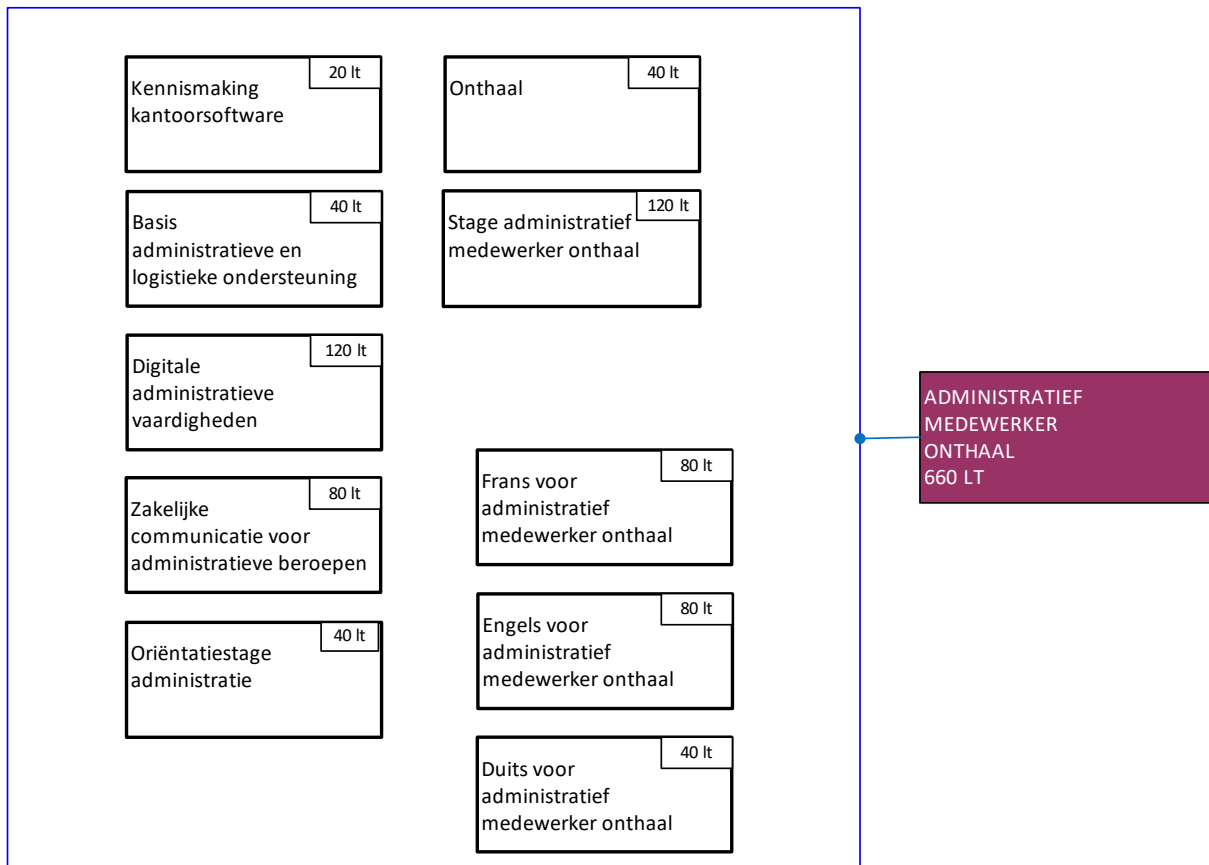 20 lt
Kennismaking
kantoorsoftware
40 lt
Basis
administratieve en
logistieke ondersteuning
120 lt
Digitale
administratieve
vaardigheden
80 lt
Zakelijke
communicatie voor
administratieve beroepen
40 lt
Oriëntatiestage
administratie
40 lt
Onthaal
120 lt
Stage administratief
medewerker onthaal
80 lt
Frans voor
administratief
medewerker onthaal
80 lt
Engels voor
administratief
medewerker onthaal
40 lt
Duits voor
administratief
medewerker onthaal
ADMINISTRATIEF
MEDEWERKER
ONTHAAL
660 LT